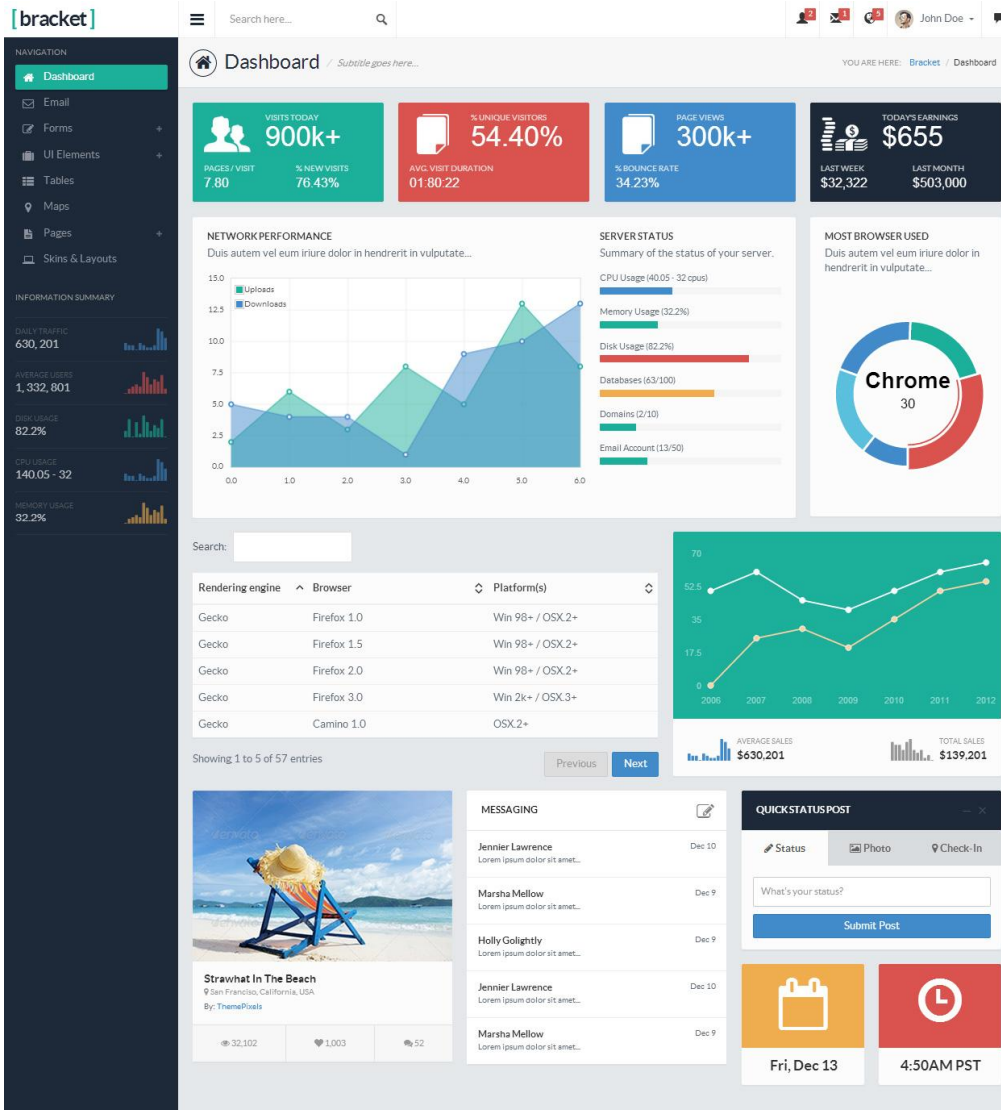 [bracket]
Search here...
2
1
5
John Doe
NAVIGATION
Dashboard
Email
Forms +
UI Elements +
Tables
Maps
Pages +
Skins & Layouts
INFORMATION SUMMARY
DAILY TRAFFIC
630, 201
AVERAGE USERS
1, 332, 801
DISK USAGE
82.2%
CPU USAGE
140.05 - 32
MEMORY USAGE
32.2%
Dashboard / Subtitle goes here...
YOU ARE HERE: Bracket / Dashboard
VISITS TODAY
900k+
PAGES / VISIT
7.80
% NEW VISITS
76.43%
% UNIQUE VISITORS
54.40%
AVG. VISIT DURATION
01:80:22
PAGE VIEWS
300k+
% BOUNCE RATE
34.23%
TODAY'S EARNINGS
$655
LAST WEEK
$32,322
LAST MONTH
$503,000
NETWORK PERFORMANCE
Duis autem vel eum iriure dolor in hendrerit in vulputate...
Uploads
Downloads
15.0
12.5
10.0
7.5
5.0
2.5
0.0
0.0 1.0 2.0 3.0 4.0 5.0 6.0
SERVER STATUS
Summary of the status of your server.
CPU Usage (40.05 - 32 cpus)
Memory Usage (32.2%)
Disk Usage (82.2%)
Databases (63/100)
Domains (2/10)
Email Account (13/50)
MOST BROWSER USED
Duis autem vel eum iriure dolor in
hendrerit in vulputate...
Chrome
30
Search:
Rendering engine Browser Platform(s)
Gecko Firefox 1.0 Win 98+ / OSX.2+
Gecko Firefox 1.5 Win 98+ / OSX.2+
Gecko Firefox 2.0 Win 98+ / OSX.2+
Gecko Firefox 3.0 Win 2k+ / OSX.3+
Gecko Camino 1.0 OSX.2+
Showing 1 to 5 of 57 entries
Previous
Next
70
52.5
35
17.5
0
2006 2007 2008 2009 2010 2011 2012
AVERAGE SALES
$630,201
TOTAL SALES
$139,201
Strawhat In The Beach
San Franciso, California, USA
By: ThemePixels
32,102
1,003
52
MESSAGING
Jennier Lawrence Dec 10
Lorem ipsum dolor sit amet...
Marsha Mellow Dec 9
Lorem ipsum dolor sit amet...
Holly Golightly Dec 9
Lorem ipsum dolor sit amet...
Jennier Lawrence Dec 10
Lorem ipsum dolor sit amet...
Marsha Mellow Dec 9
Lorem ipsum dolor sit amet...
QUICK STATUS POST
Status
Photo
Check-In
What's your status?
Submit Post
Fri, Dec 13
4:50AM PST